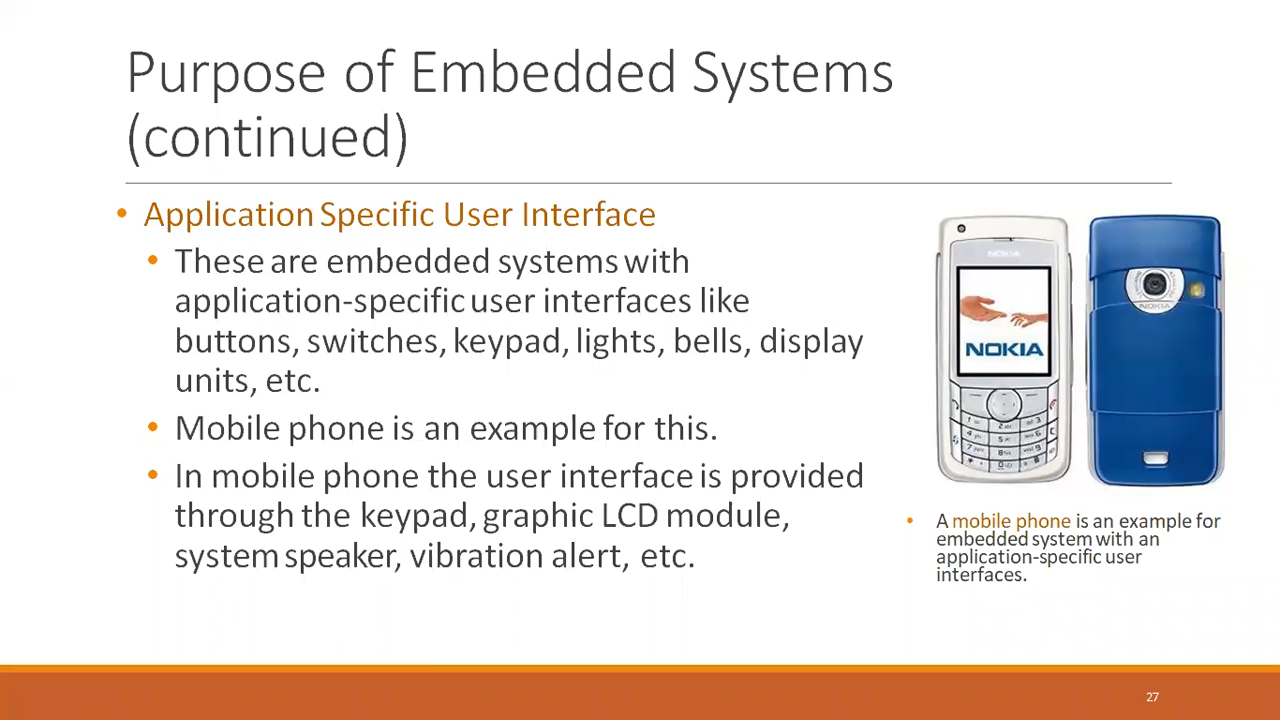 Purpose of Embedded Systems
(continued)
• Application Specific User Interface
• These are embedded systems with
application-specific user interfaces like
buttons, switches, keypad, lights, bells, display
units, etc.
• Mobile phone is an example for this.
• In mobile phone the user interface is provided
through the keypad, graphic LCD module,
system speaker, vibration alert, etc.
NOKIA
NOKIA
NOKIA
• A mobile phone is an example for
embedded system with an
application-specific user
interfaces.
27